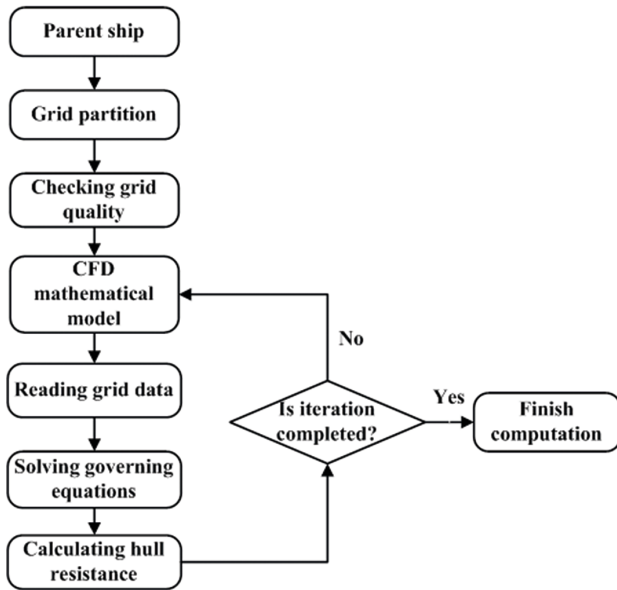 Parent ship
Grid partition
Checking grid
quality
CFD
mathematical
model
Reading grid data
Solving governing
equations
Calculating hull
resistance
No
Is iteration
completed?
Yes
Finish
computation